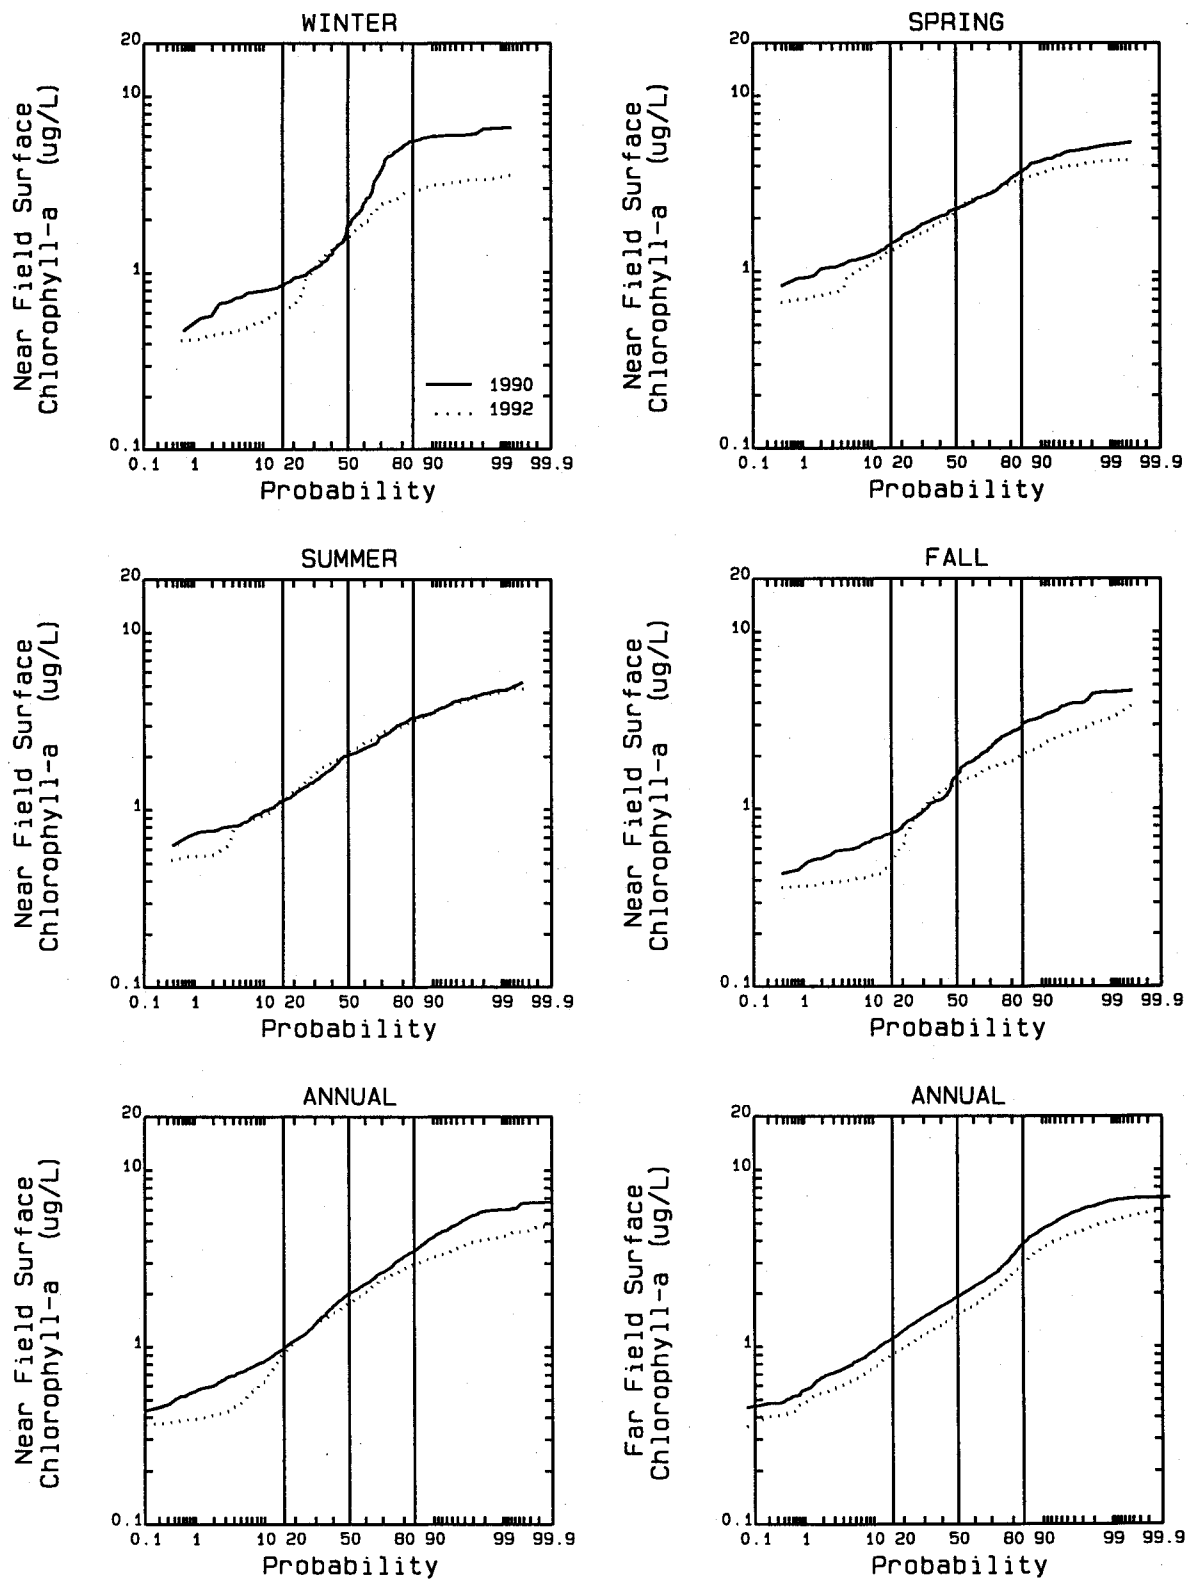 WINTER
20
10
1
0.1
Near Field Surface
Chlorophyll-a (ug/L)
1990
1992
0.1 1 10 20 50 80 90 99 99.9
Probability
SPRING
20
10
1
0.1
Near Field Surface
Chlorophyll-a (ug/L)
0.1 1 10 20 50 80 90 99 99.9
Probability
SUMMER
20
10
1
0.1
Near Field Surface
Chlorophyll-a (ug/L)
0.1 1 10 20 50 80 90 99 99.9
Probability
FALL
20
10
1
0.1
Near Field Surface
Chlorophyll-a (ug/L)
0.1 1 10 20 50 80 90 99 99.9
Probability
ANNUAL
20
10
1
0.1
Near Field Surface
Chlorophyll-a (ug/L)
0.1 1 10 20 50 80 90 99 99.9
Probability
ANNUAL
20
10
1
0.1
Far Field Surface
Chlorophyll-a (ug/L)
0.1 1 10 20 50 80 90 99 99.9
Probability